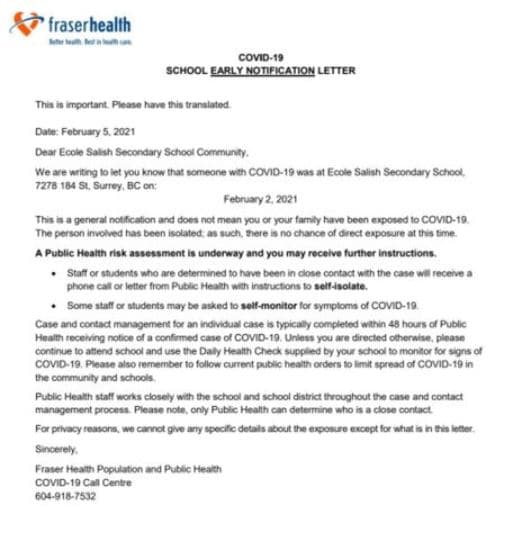 fraserhealth
Better health. Best in health care.
COVID-19
SCHOOL EARLY NOTIFICATION LETTER
This is important. Please have this translated.
Date: February 5, 2021
Dear Ecole Salish Secondary School Community,
We are writing to let you know that someone with COVID-19 was at Ecole Salish Secondary School,
7278 184 St, Surrey, BC on:
February 2, 2021
This is a general notification and does not mean you or your family have been exposed to COVID-19.
The person involved has been isolated; as such, there is no chance of direct exposure at this time.
A Public Health risk assessment is underway and you may receive further instructions.
• Staff or students who are determined to have been in close contact with the case will receive a
phone call or letter from Public Health with instructions to self-isolate.
• Some staff or students may be asked to self-monitor for symptoms of COVID-19.
Case and contact management for an individual case is typically completed within 48 hours of Public
Health receiving notice of a confirmed case of COVID-19. Unless you are directed otherwise, please
continue to attend school and use the Daily Health Check supplied by your school to monitor for signs of
COVID-19. Please also remember to follow current public health orders to limit spread of COVID-19 in
the community and schools.
Public Health staff works closely with the school and school district throughout the case and contact
management process. Please note, only Public Health can determine who is a close contact.
For privacy reasons, we cannot give any specific details about the exposure except for what is in this letter.
Sincerely,
Fraser Health Population and Public Health
COVID-19 Call Centre
604-918-7532